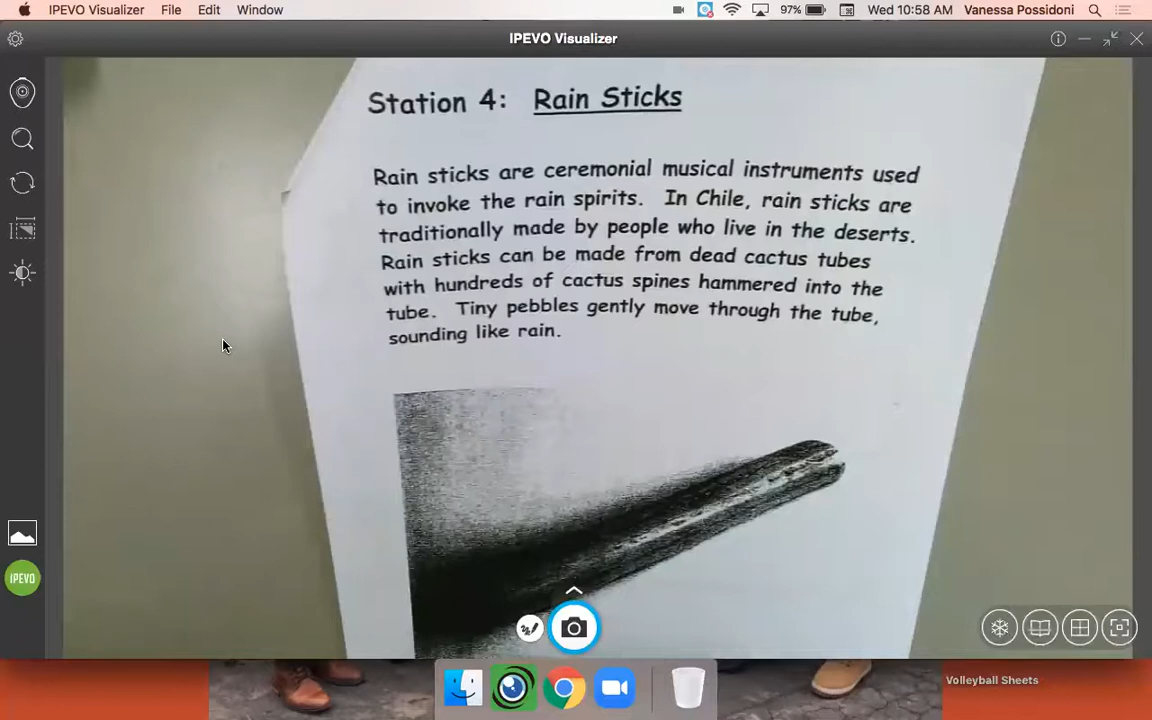 IPEVO Visualizer File Edit Window 97% Wed 10:58 AM Vanessa Possidoni
IPEVO Visualizer
Station 4: Rain Sticks
Rain sticks are ceremonial musical instruments used
to invoke the rain spirits. In Chile, rain sticks are
traditionally made by people who live in the deserts.
Rain sticks can be made from dead cactus tubes
with hundreds of cactus spines hammered into the
tube. Tiny pebbles gently move through the tube,
sounding like rain.
IPEVO
Volleyball Sheets